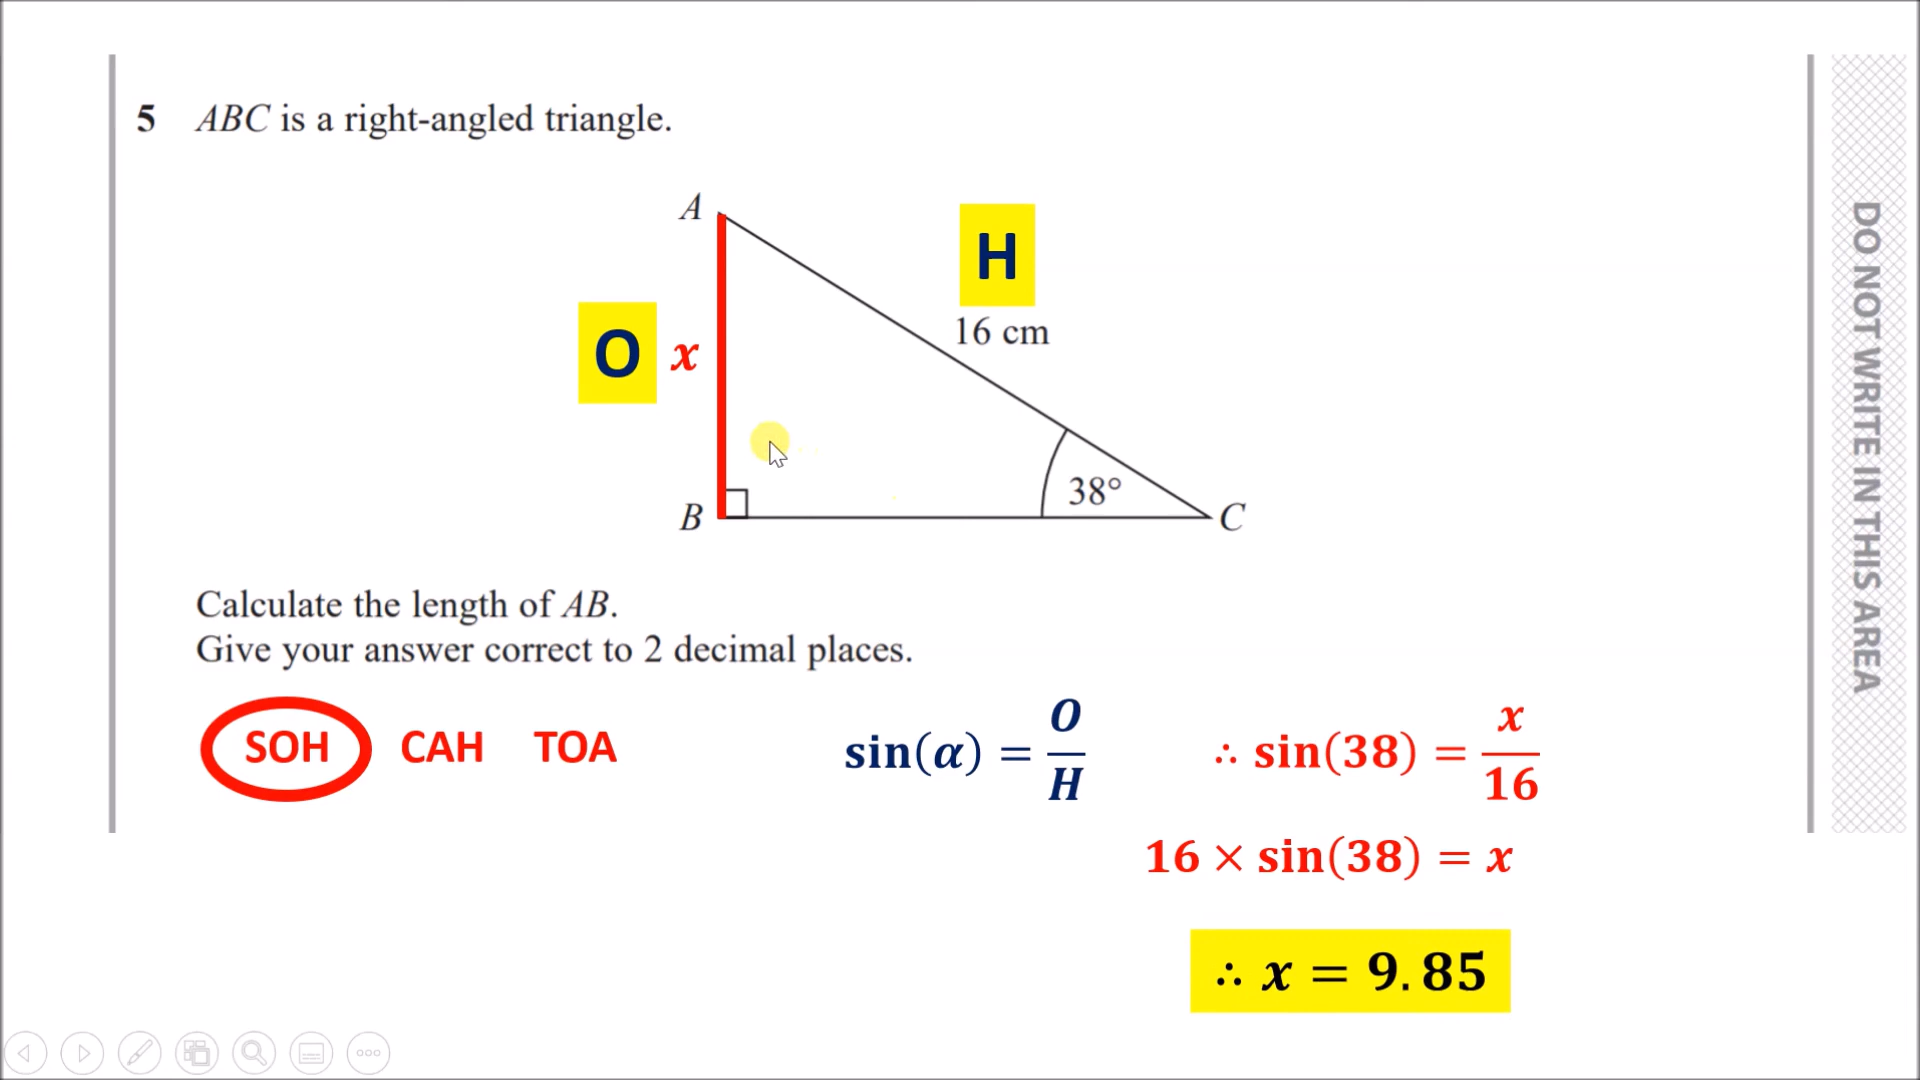 5 ABC is a right-angled triangle.
A
H
16 cm
O x
38°
B
C
Calculate the length of AB.
Give your answer correct to 2 decimal places.
SOH CAH TOA
sin(α) = O/H
∴ sin(38) = x/16
16 × sin(38) = x
∴ x = 9.85
DO NOT WRITE IN THIS AREA